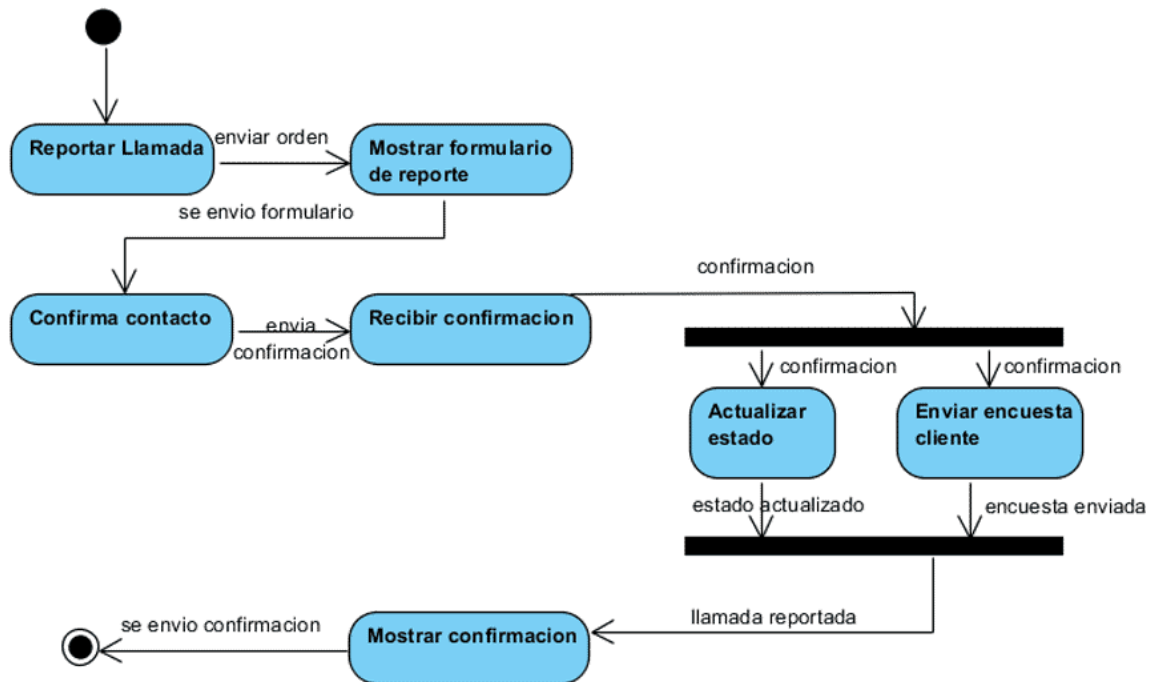 Reportar Llamada
enviar orden
Mostrar formulario
de reporte
se envio formulario
Confirma contacto
envia
confirmacion
Recibir confirmacion
confirmacion
confirmacion
confirmacion
Actualizar
estado
Enviar encuesta
cliente
estado actualizado
encuesta enviada
llamada reportada
Mostrar confirmacion
se envio confirmacion